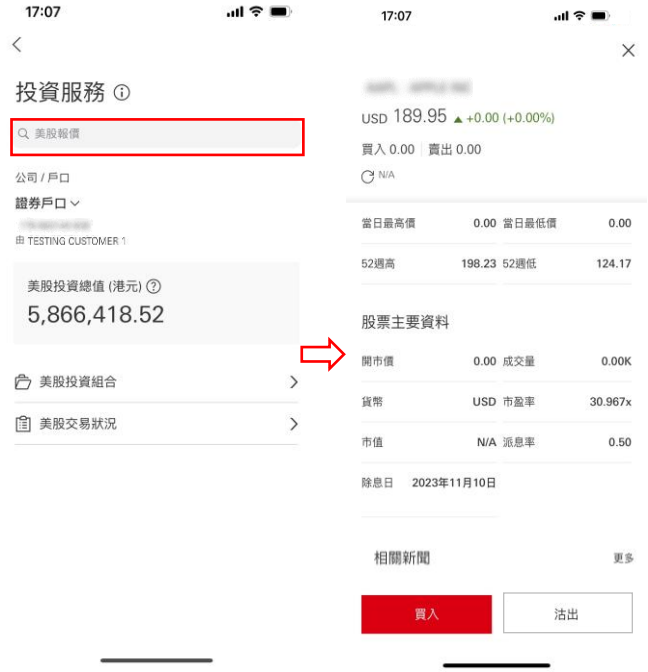 17:07
投資服務
美股報價
公司 / 戶口
證券戶口
由 TESTING CUSTOMER 1
美股投資總值 (港元)
5,866,418.52
美股投資組合
美股交易狀況
17:07
USD 189.95 ▲ +0.00 (+0.00%)
買入 0.00 賣出 0.00
N/A
當日最高價 0.00 當日最低價 0.00
52週高 198.23 52週低 124.17
股票主要資料
開市價 0.00 成交量 0.00K
貨幣 USD 市盈率 30.967x
市值 N/A 派息率 0.50
除息日 2023年11月10日
相關新聞 更多
買入 沽出